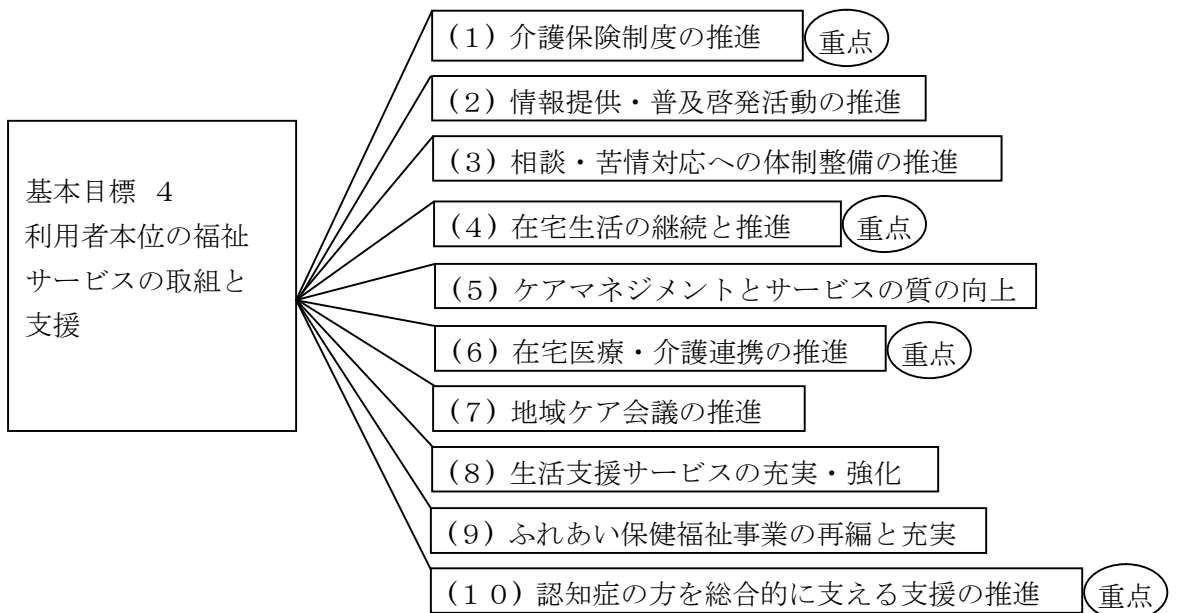 (1)介護保険制度の推進 重点
(2)情報提供・普及啓発活動の推進
(3)相談・苦情対応への体制整備の推進
基本目標 4
利用者本位の福祉
サービスの取組と
支援
(4)在宅生活の継続と推進 重点
(5)ケアマネジメントとサービスの質の向上
(6)在宅医療・介護連携の推進 重点
(7)地域ケア会議の推進
(8)生活支援サービスの充実・強化
(9)ふれあい保健福祉事業の再編と充実
(10)認知症の方を総合的に支える支援の推進 重点